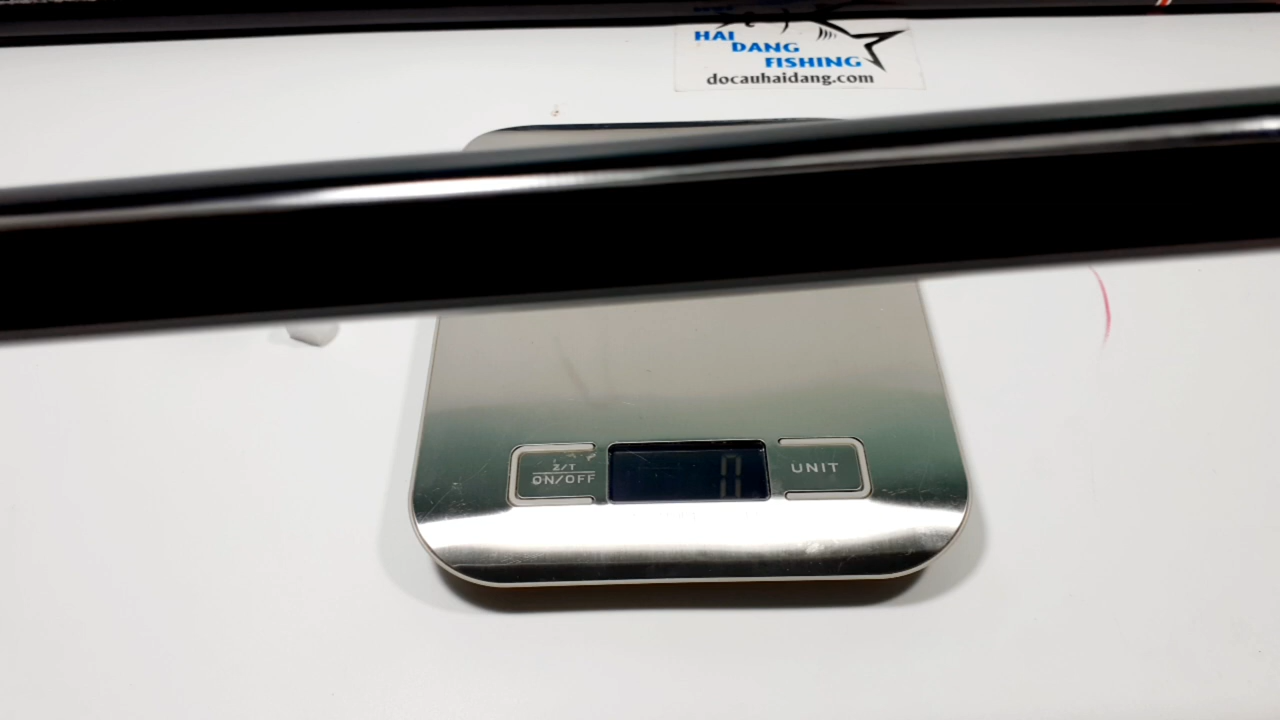 HAI
DANG
FISHING
docauhaidang.com
Z/T
ON/OFF
0
UNIT